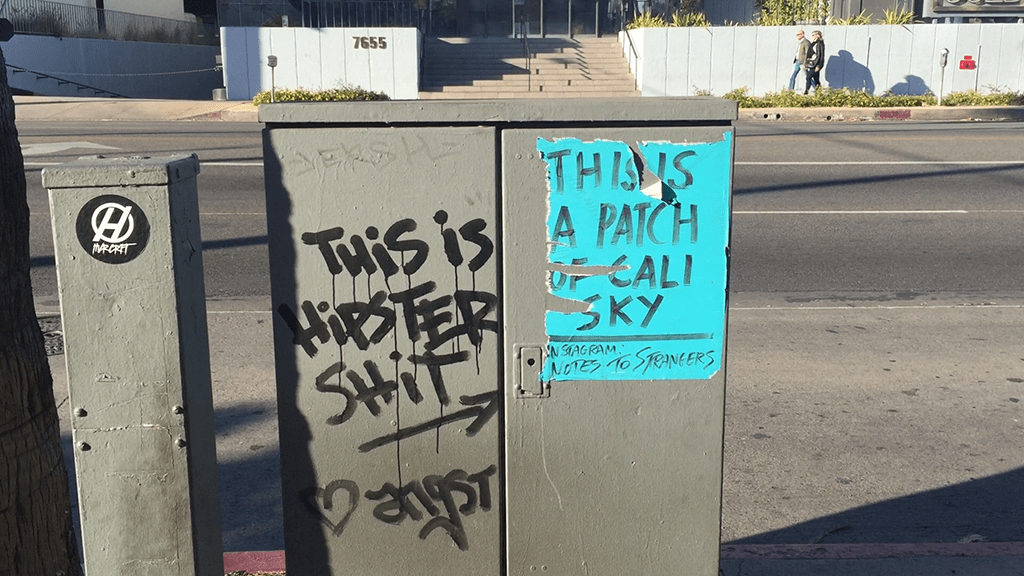 7655
THIS IS
HIPSTER
SHIT
♡ angst
THIS IS
A PATCH
OF CALI
SKY
INSTAGRAM:
NOTES TO STRANGERS
H